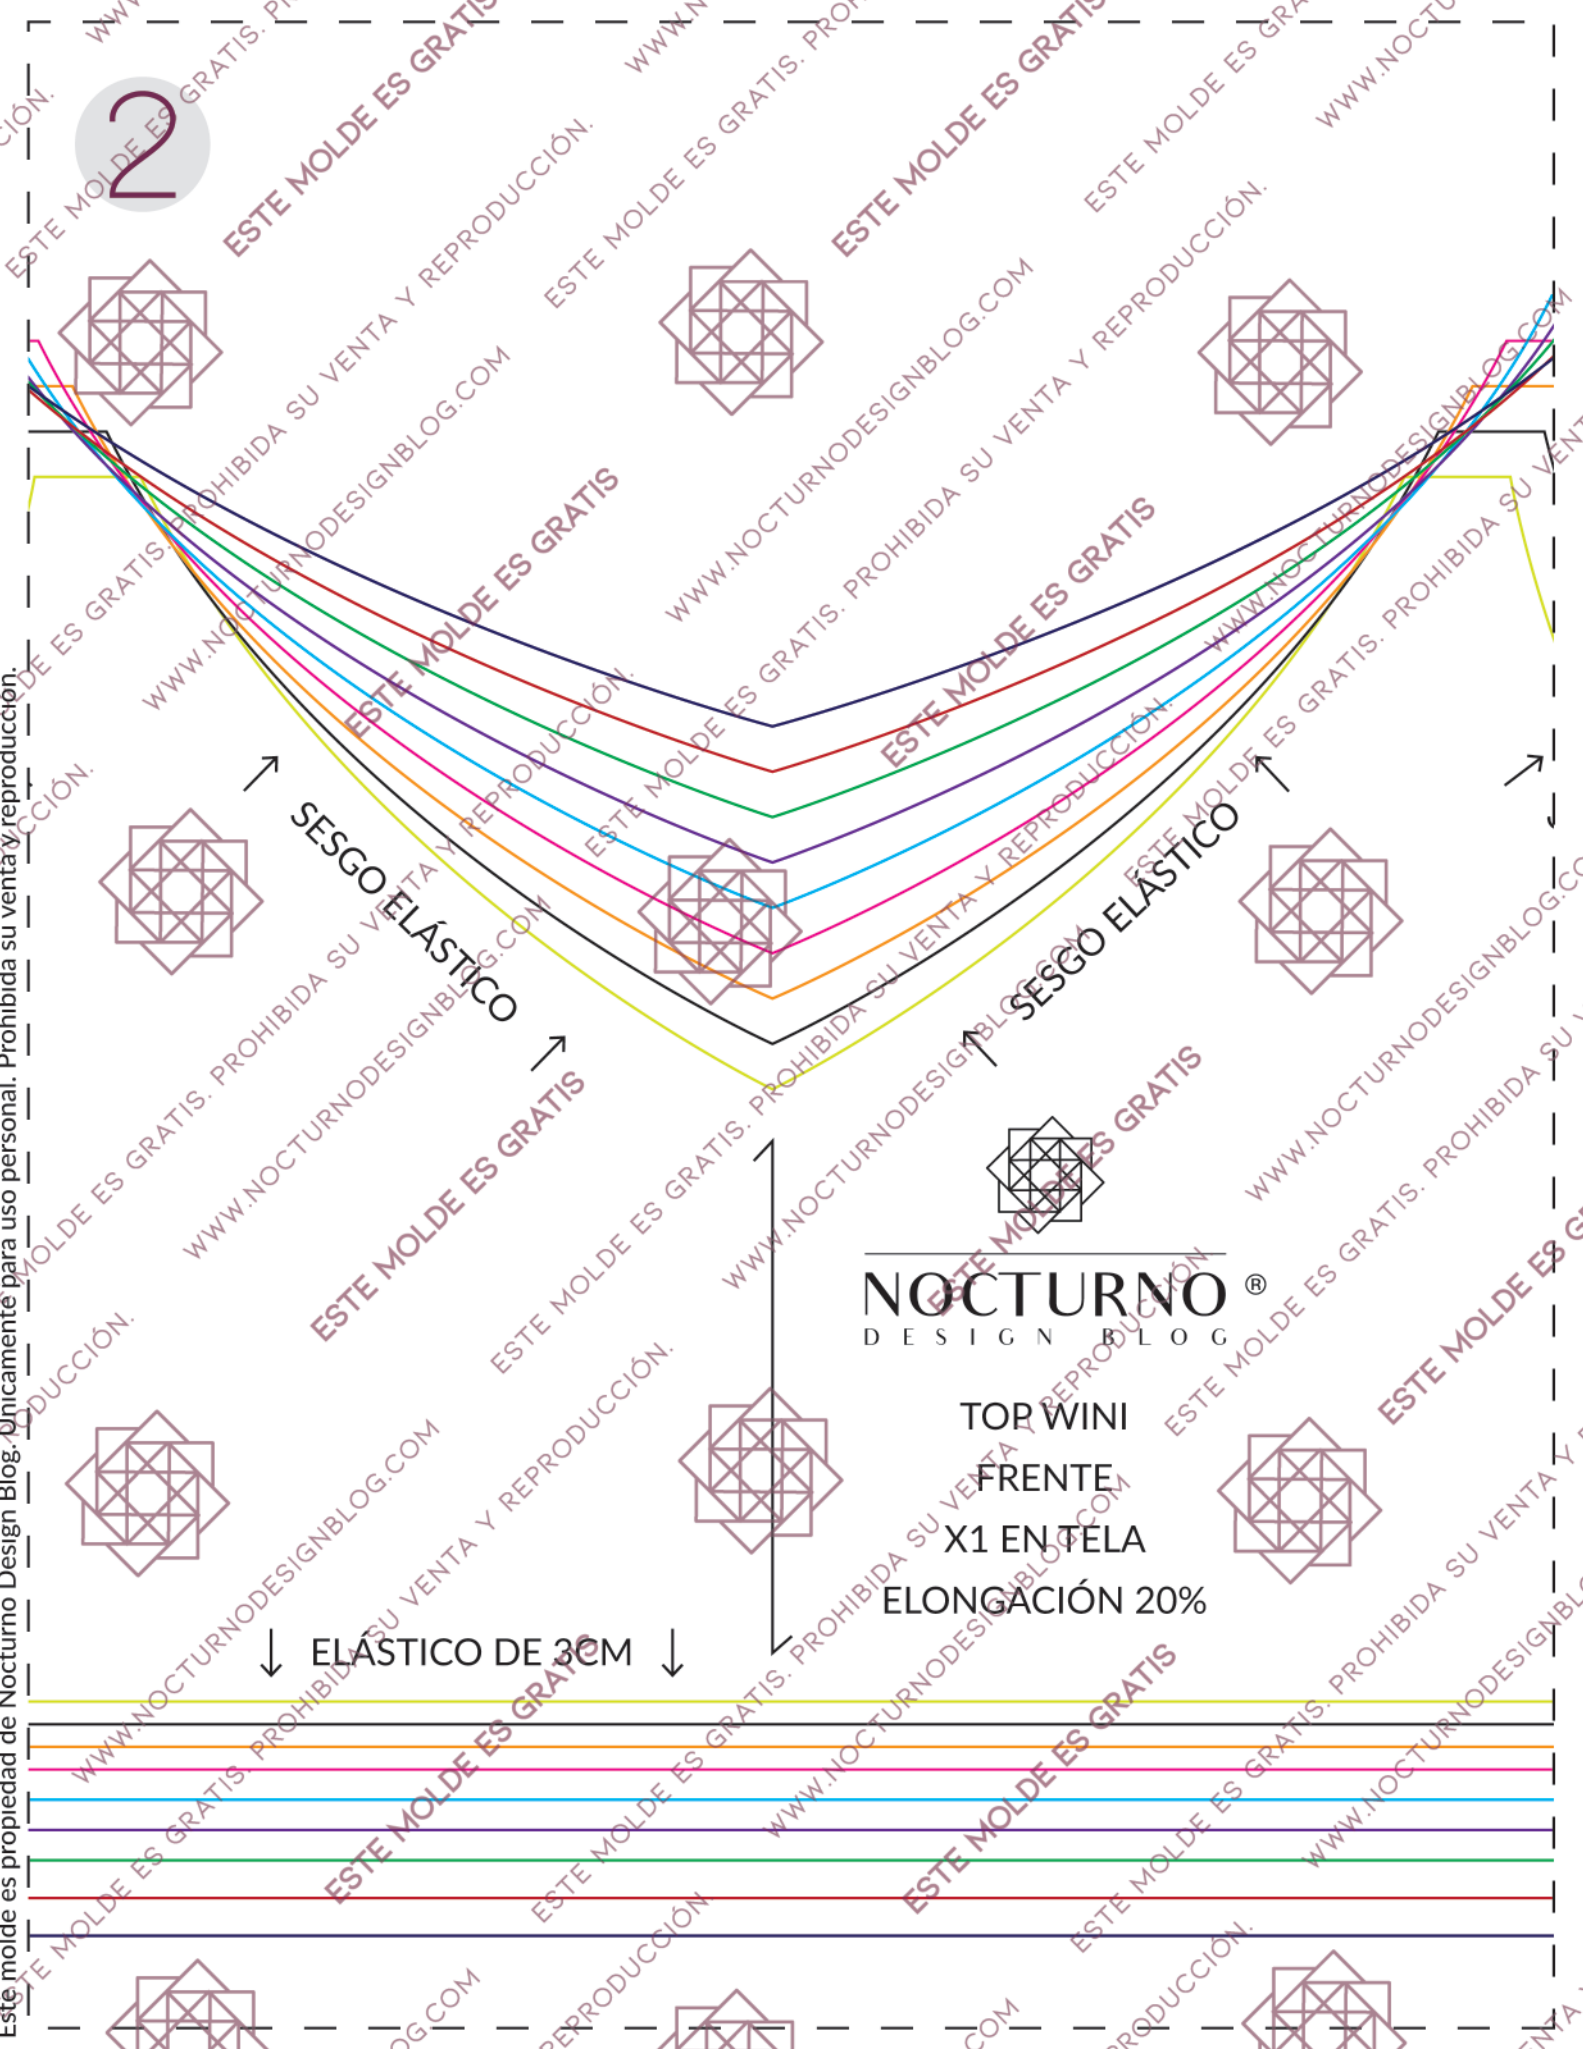 2
Este molde es propiedad de Nocturno Design Blog. Únicamente para uso personal. Prohibida su venta y reproducción.
SESGO ELÁSTICO
SESGO ELÁSTICO
NOCTURNO ®
DESIGN BLOG
TOP WINI
FRENTE
X1 EN TELA
ELONGACIÓN 20%
ELÁSTICO DE 3CM
ESTE MOLDE ES GRATIS
ESTE MOLDE ES GRATIS. PROHIBIDA SU VENTA Y REPRODUCCIÓN.
WWW.NOCTURNODESIGNBLOG.COM